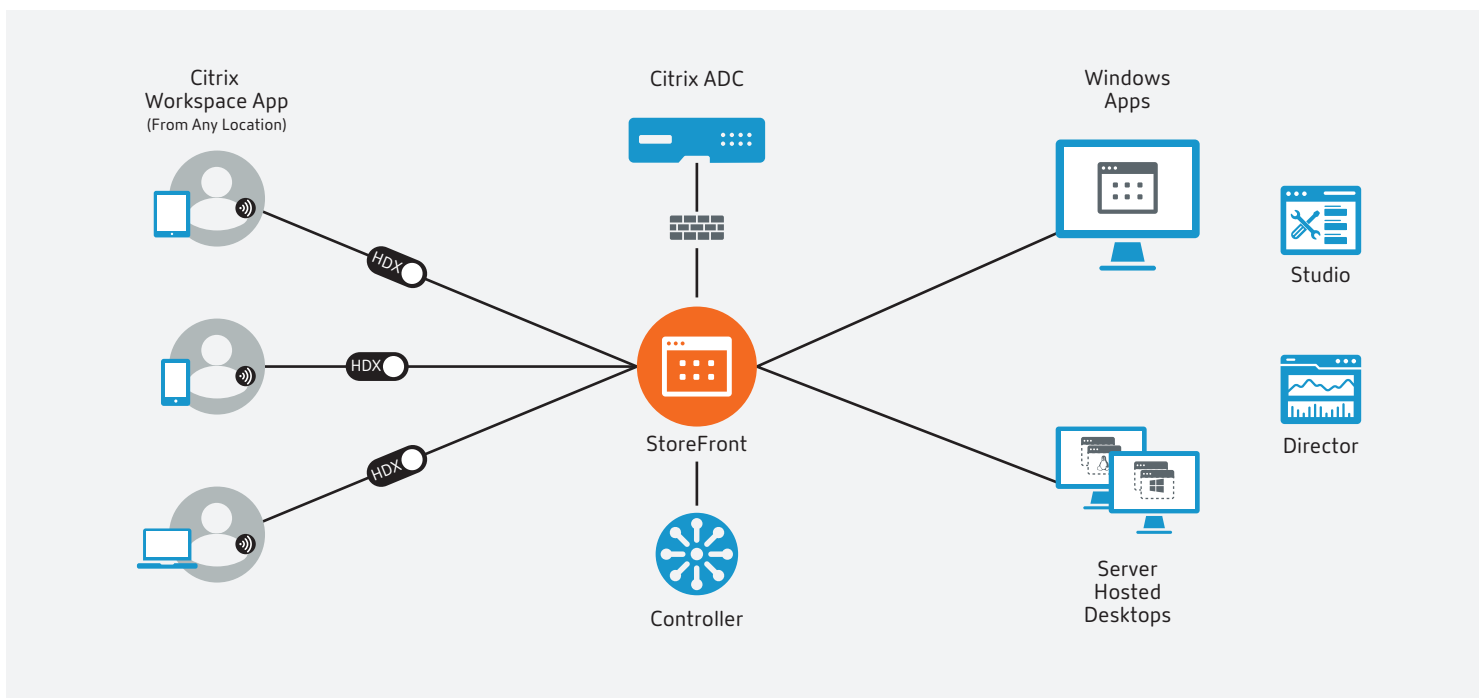 Citrix
Workspace App
(From Any Location)
Citrix ADC
Windows
Apps
HDX
HDX
HDX
StoreFront
Controller
Server
Hosted
Desktops
Studio
Director